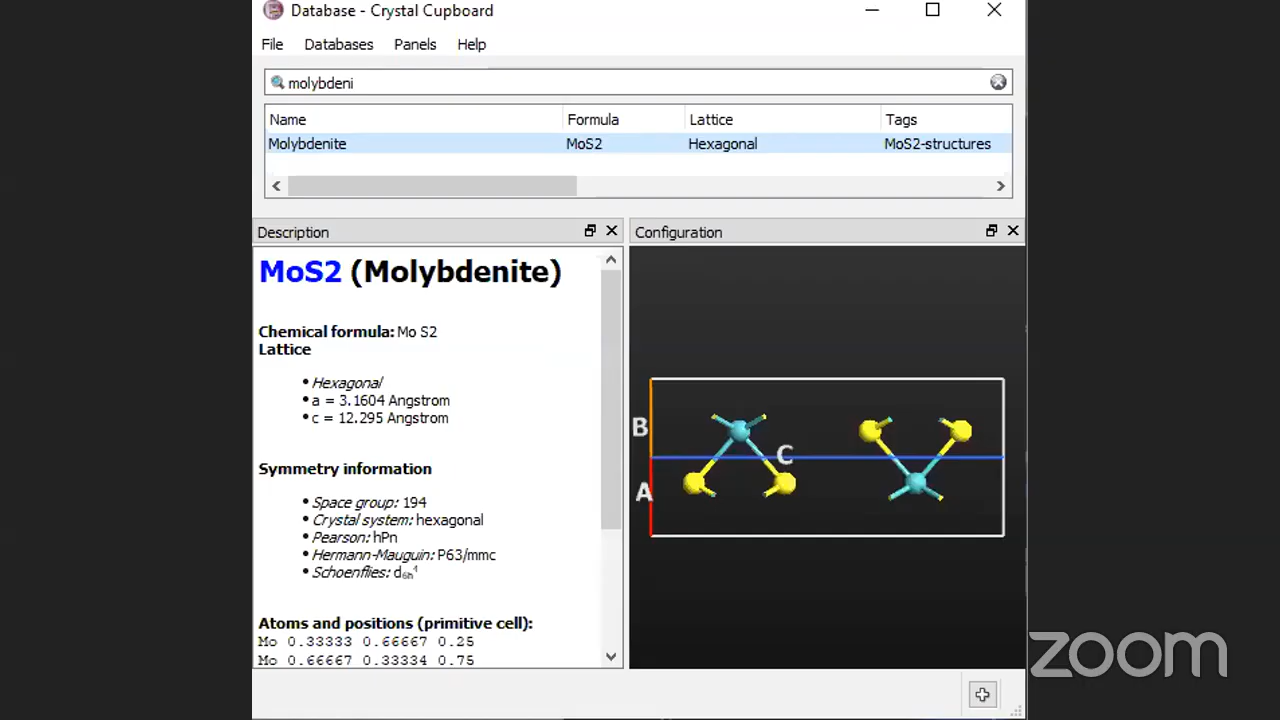 Database - Crystal Cupboard
File Databases Panels Help
molybdeni
Name Formula Lattice Tags
Molybdenite MoS2 Hexagonal MoS2-structures
Description
Configuration
MoS2 (Molybdenite)
Chemical formula: Mo S2
Lattice
• Hexagonal
• a = 3.1604 Angstrom
• c = 12.295 Angstrom
Symmetry information
• Space group: 194
• Crystal system: hexagonal
• Pearson: hPn
• Hermann-Mauguin: P63/mmc
• Schoenflies: d6h^4
Atoms and positions (primitive cell):
Mo 0.33333 0.66667 0.25
Mo 0.66667 0.33334 0.75
B
C
A
zoom